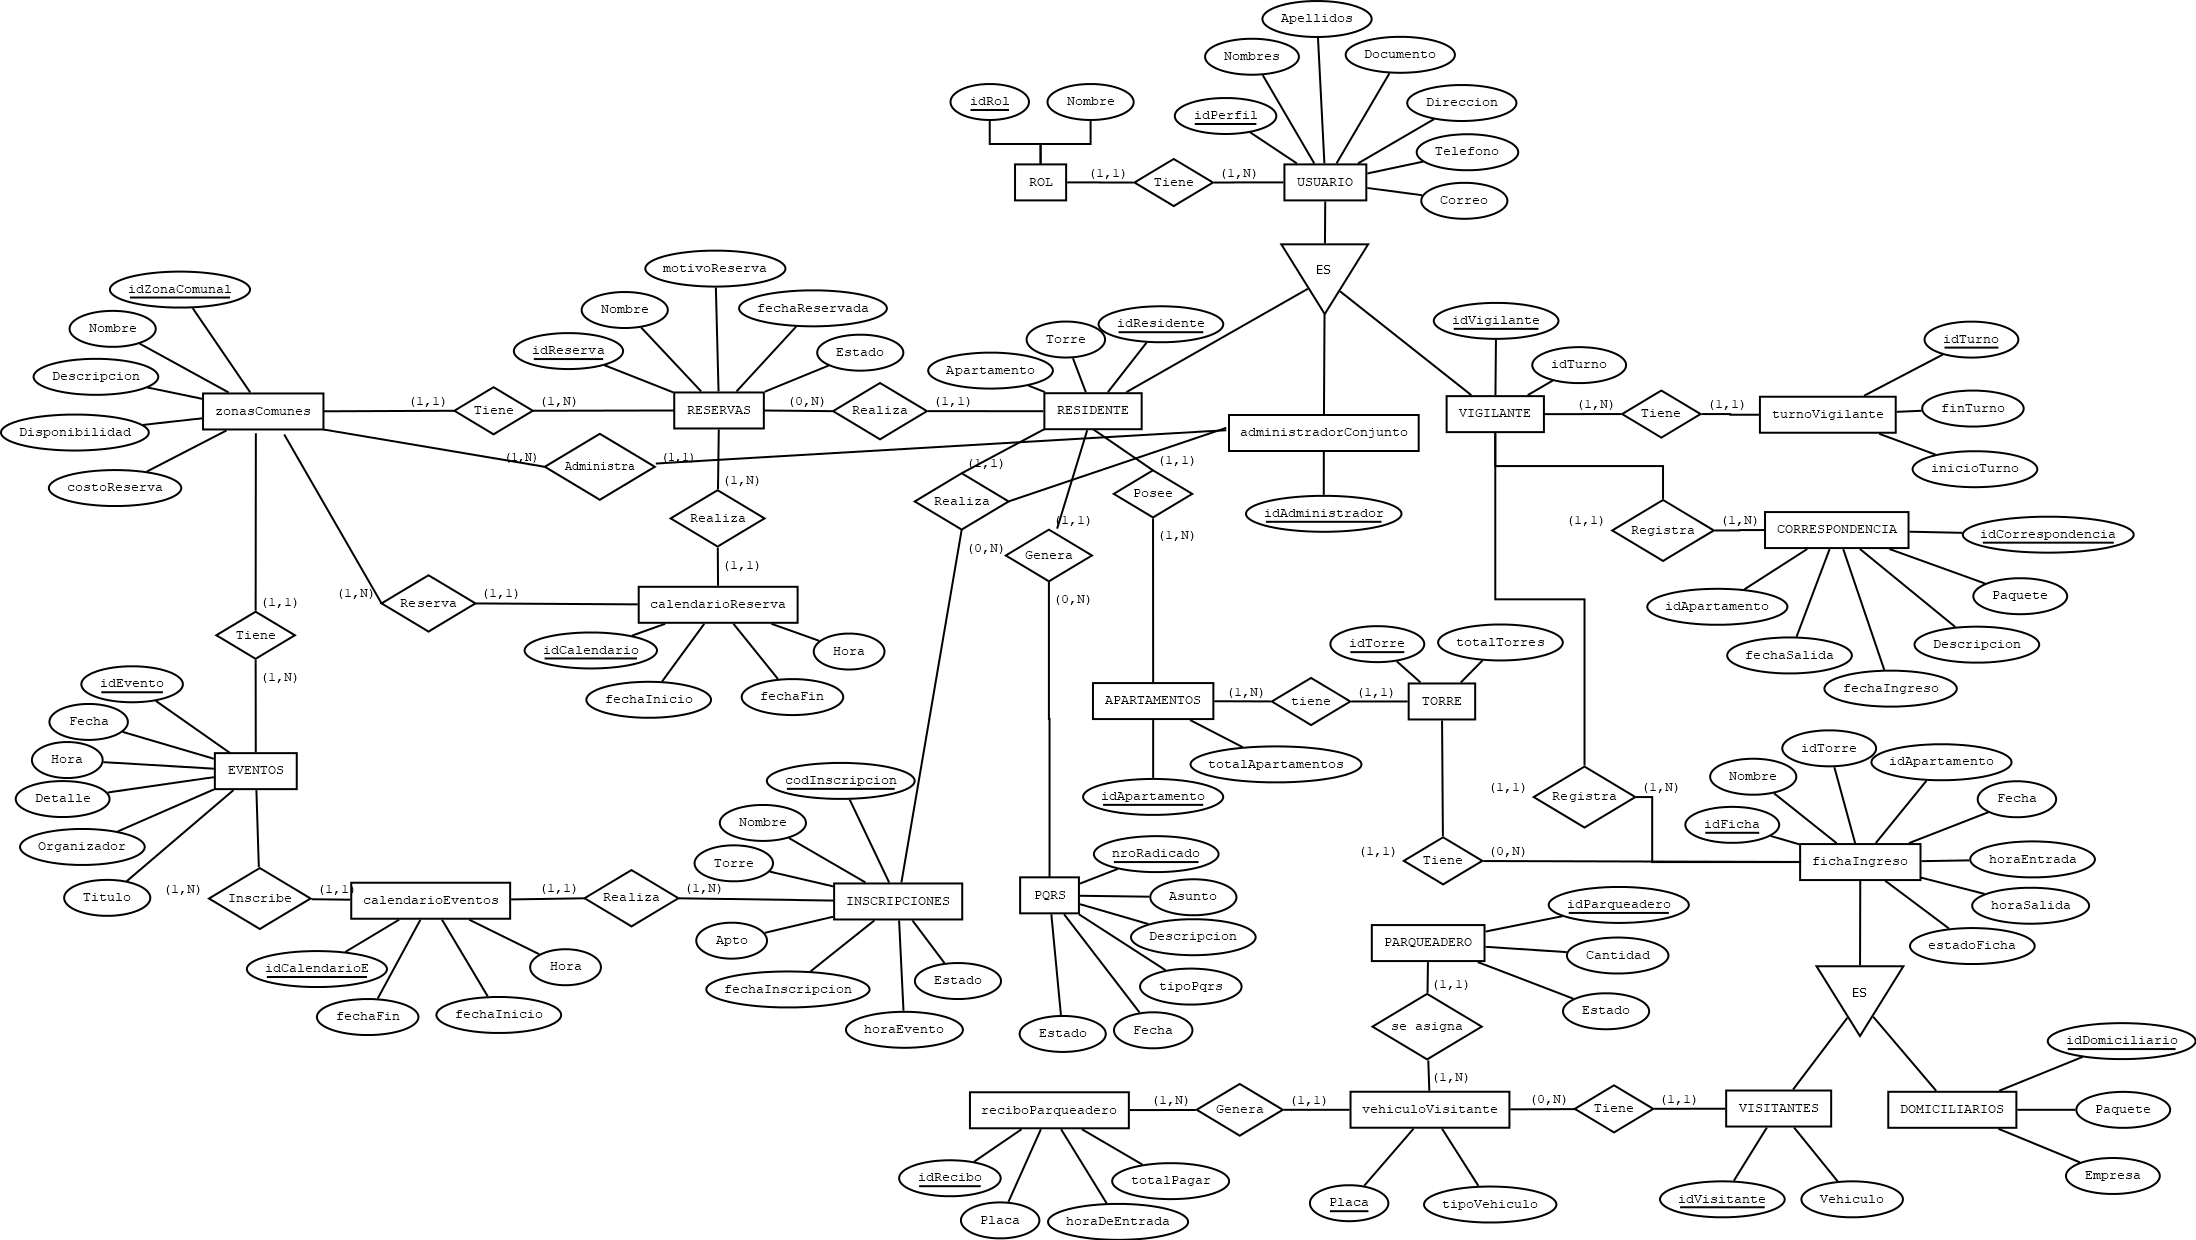 Apellidos
Nombres
Documento
idRol
Nombre
idPerfil
Direccion
Telefono
Correo
ROL
(1,1)
Tiene
(1,N)
USUARIO
ES
idZonaComunal
Nombre
Descripcion
Disponibilidad
costoReserva
zonasComunes
(1,1)
Tiene
(1,N)
motivoReserva
Nombre
fechaReservada
idReserva
Estado
RESERVAS
(0,N)
Realiza
(1,1)
Apartamento
Torre
idResidente
RESIDENTE
administradorConjunto
idAdministrador
idVigilante
idTurno
VIGILANTE
(1,N)
Tiene
(1,1)
turnoVigilante
idTurno
finTurno
inicioTurno
(1,N)
Administra
(1,1)
(1,N)
Realiza
(1,1)
(1,1)
Realiza
(0,N)
(1,1)
Genera
(0,N)
(1,1)
Posee
(1,N)
(1,1)
Registra
(1,N)
CORRESPONDENCIA
idCorrespondencia
Paquete
Descripcion
fechaIngreso
fechaSalida
idApartamento
(1,N)
Reserva
(1,1)
calendarioReserva
idCalendario
fechaInicio
fechaFin
Hora
(1,1)
Tiene
(1,N)
idEvento
Fecha
Hora
Detalle
Organizador
Titulo
EVENTOS
APARTAMENTOS
(1,N)
tiene
(1,1)
TORRE
idTorre
totalTorres
totalApartamentos
idApartamento
(1,1)
Registra
(1,N)
(1,1)
Tiene
(0,N)
idTorre
Nombre
idApartamento
idFicha
Fecha
fichaIngreso
horaEntrada
horaSalida
estadoFicha
(1,N)
Inscribe
(1,1)
calendarioEventos
(1,1)
Realiza
(1,N)
INSCRIPCIONES
idCalendarioE
fechaFin
fechaInicio
Hora
codInscripcion
Nombre
Torre
Apto
fechaInscripcion
horaEvento
Estado
PQRS
nroRadicado
Asunto
Descripcion
tipoPqrs
Fecha
Estado
PARQUEADERO
idParqueadero
Cantidad
Estado
(1,1)
se asigna
(1,N)
ES
reciboParqueadero
(1,N)
Genera
(1,1)
vehiculoVisitante
(0,N)
Tiene
(1,1)
VISITANTES
DOMICILIARIOS
idDomiciliario
Paquete
Empresa
idRecibo
Placa
horaDeEntrada
totalPagar
Placa
tipoVehiculo
idVisitante
Vehiculo